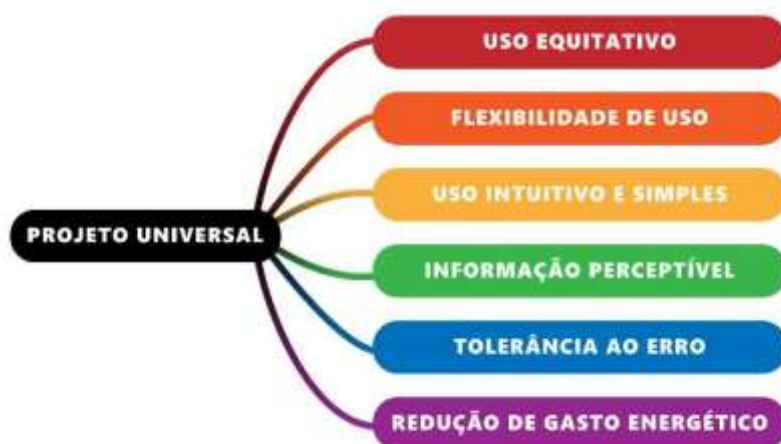 USO EQUITATIVO
FLEXIBILIDADE DE USO
USO INTUITIVO E SIMPLES
PROJETO UNIVERSAL
INFORMAÇÃO PERCEPTÍVEL
TOLERÂNCIA AO ERRO
REDUÇÃO DE GASTO ENERGÉTICO